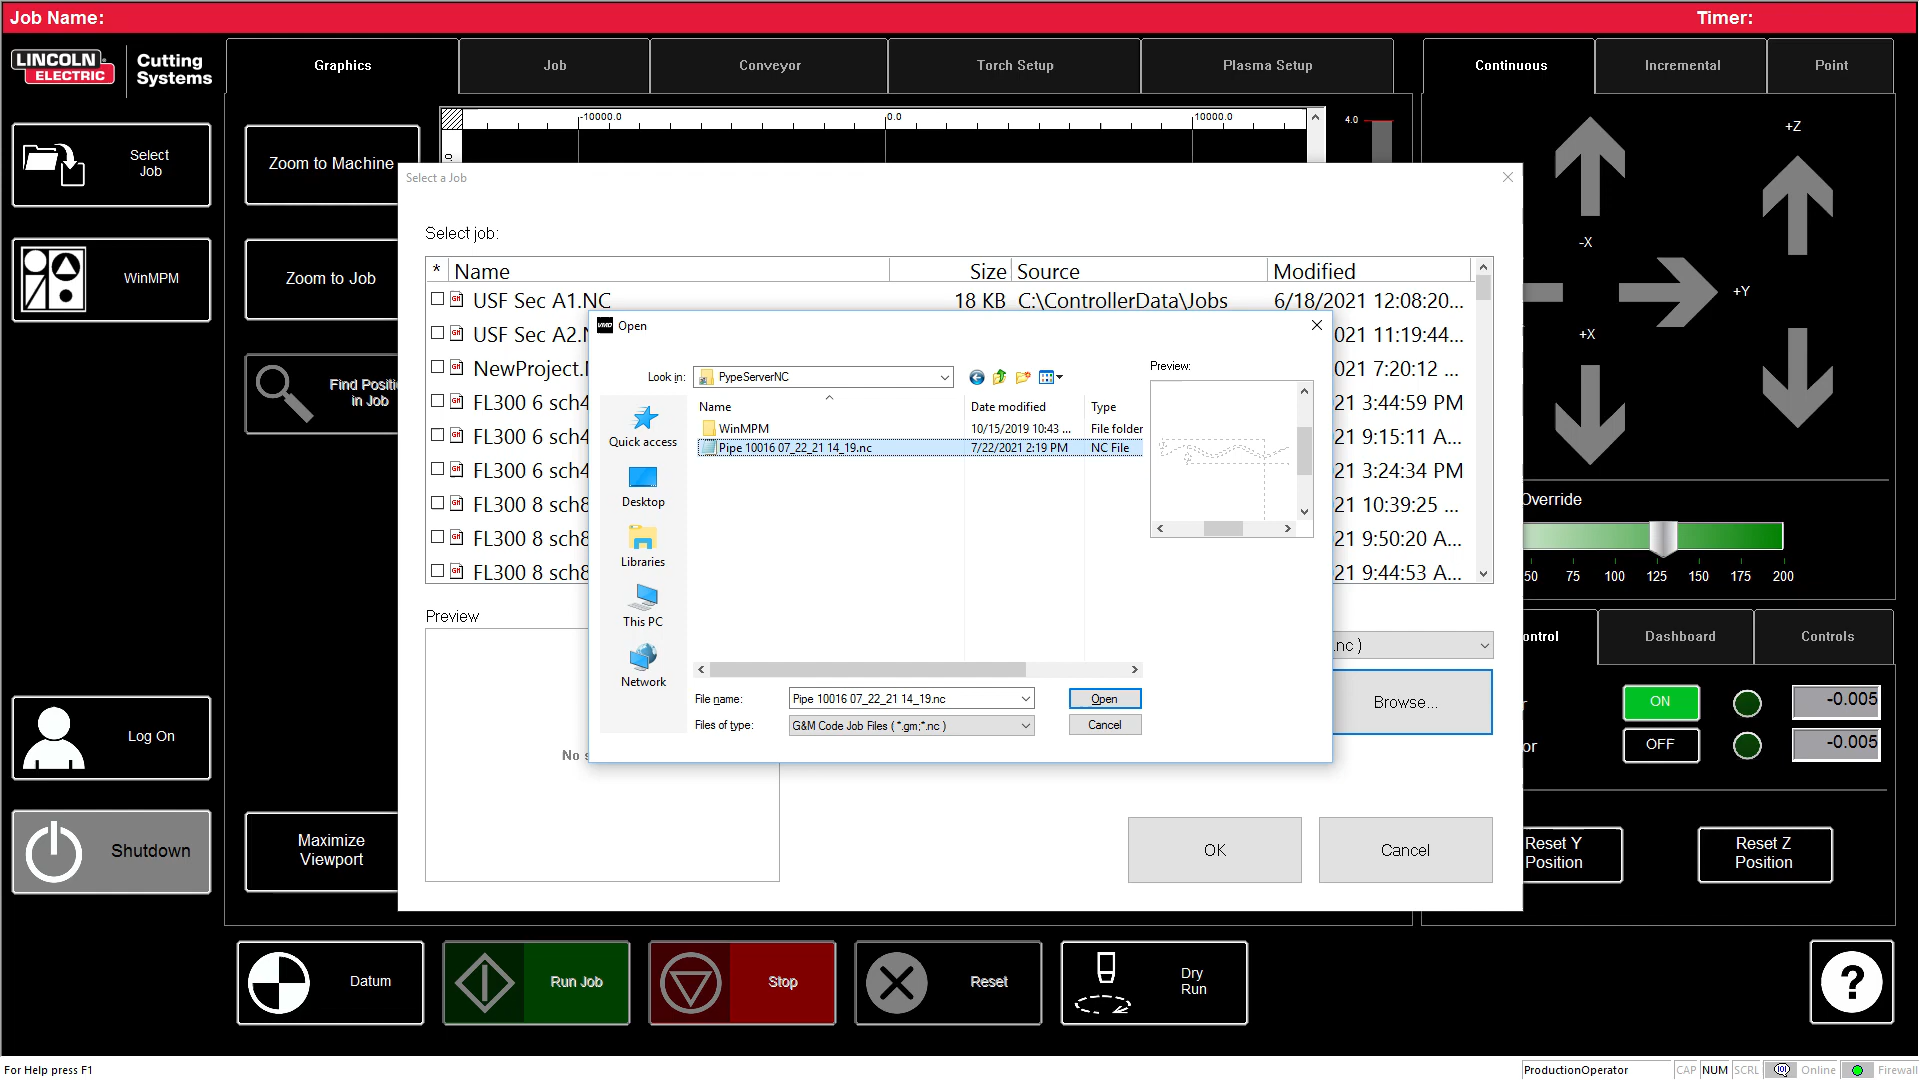 Job Name:
Timer:
LINCOLN
ELECTRIC
Cutting
Systems
Graphics
Job
Conveyor
Torch Setup
Plasma Setup
Continuous
Incremental
Point
Select
Job
WinMPM
Log On
Shutdown
Zoom to Machine
Zoom to Job
Find Positi
in Job
Maximize
Viewport
-10000.0
0.0
10000.0
4.0
Select a Job
Select job:
* Name Size Source Modified
USF Sec A1.NC 18 KB C:\ControllerData\Jobs 6/18/2021 12:08:20...
USF Sec A2.N 021 11:19:44...
NewProject. 021 7:20:12 ...
FL300 6 sch4 21 3:44:59 PM
FL300 6 sch4 21 9:15:11 A...
FL300 6 sch4 21 3:24:34 PM
FL300 8 sch8 21 10:39:25 ...
FL300 8 sch8 21 9:50:20 A...
FL300 8 sch8 21 9:44:53 A...
Preview
No s
.nc )
Browse...
OK
Cancel
VMD Open
Look in: PypeServerNC
Preview:
Name Date modified Type
WinMPM 10/15/2019 10:43 ... File folder
Pipe 10016 07_22_21 14_19.nc 7/22/2021 2:19 PM NC File
Quick access
Desktop
Libraries
This PC
Network
File name: Pipe 10016 07_22_21 14_19.nc Open
Files of type: G&M Code Job Files ( *.gm;*.nc ) Cancel
+Z
-X
+Y
+X
Override
50 75 100 125 150 175 200
ontrol
Dashboard
Controls
r ON -0.005
or OFF -0.005
Reset Y
Position
Reset Z
Position
Datum
Run Job
Stop
Reset
Dry
Run
?
For Help press F1
ProductionOperator CAP NUM SCRL Online Firewall